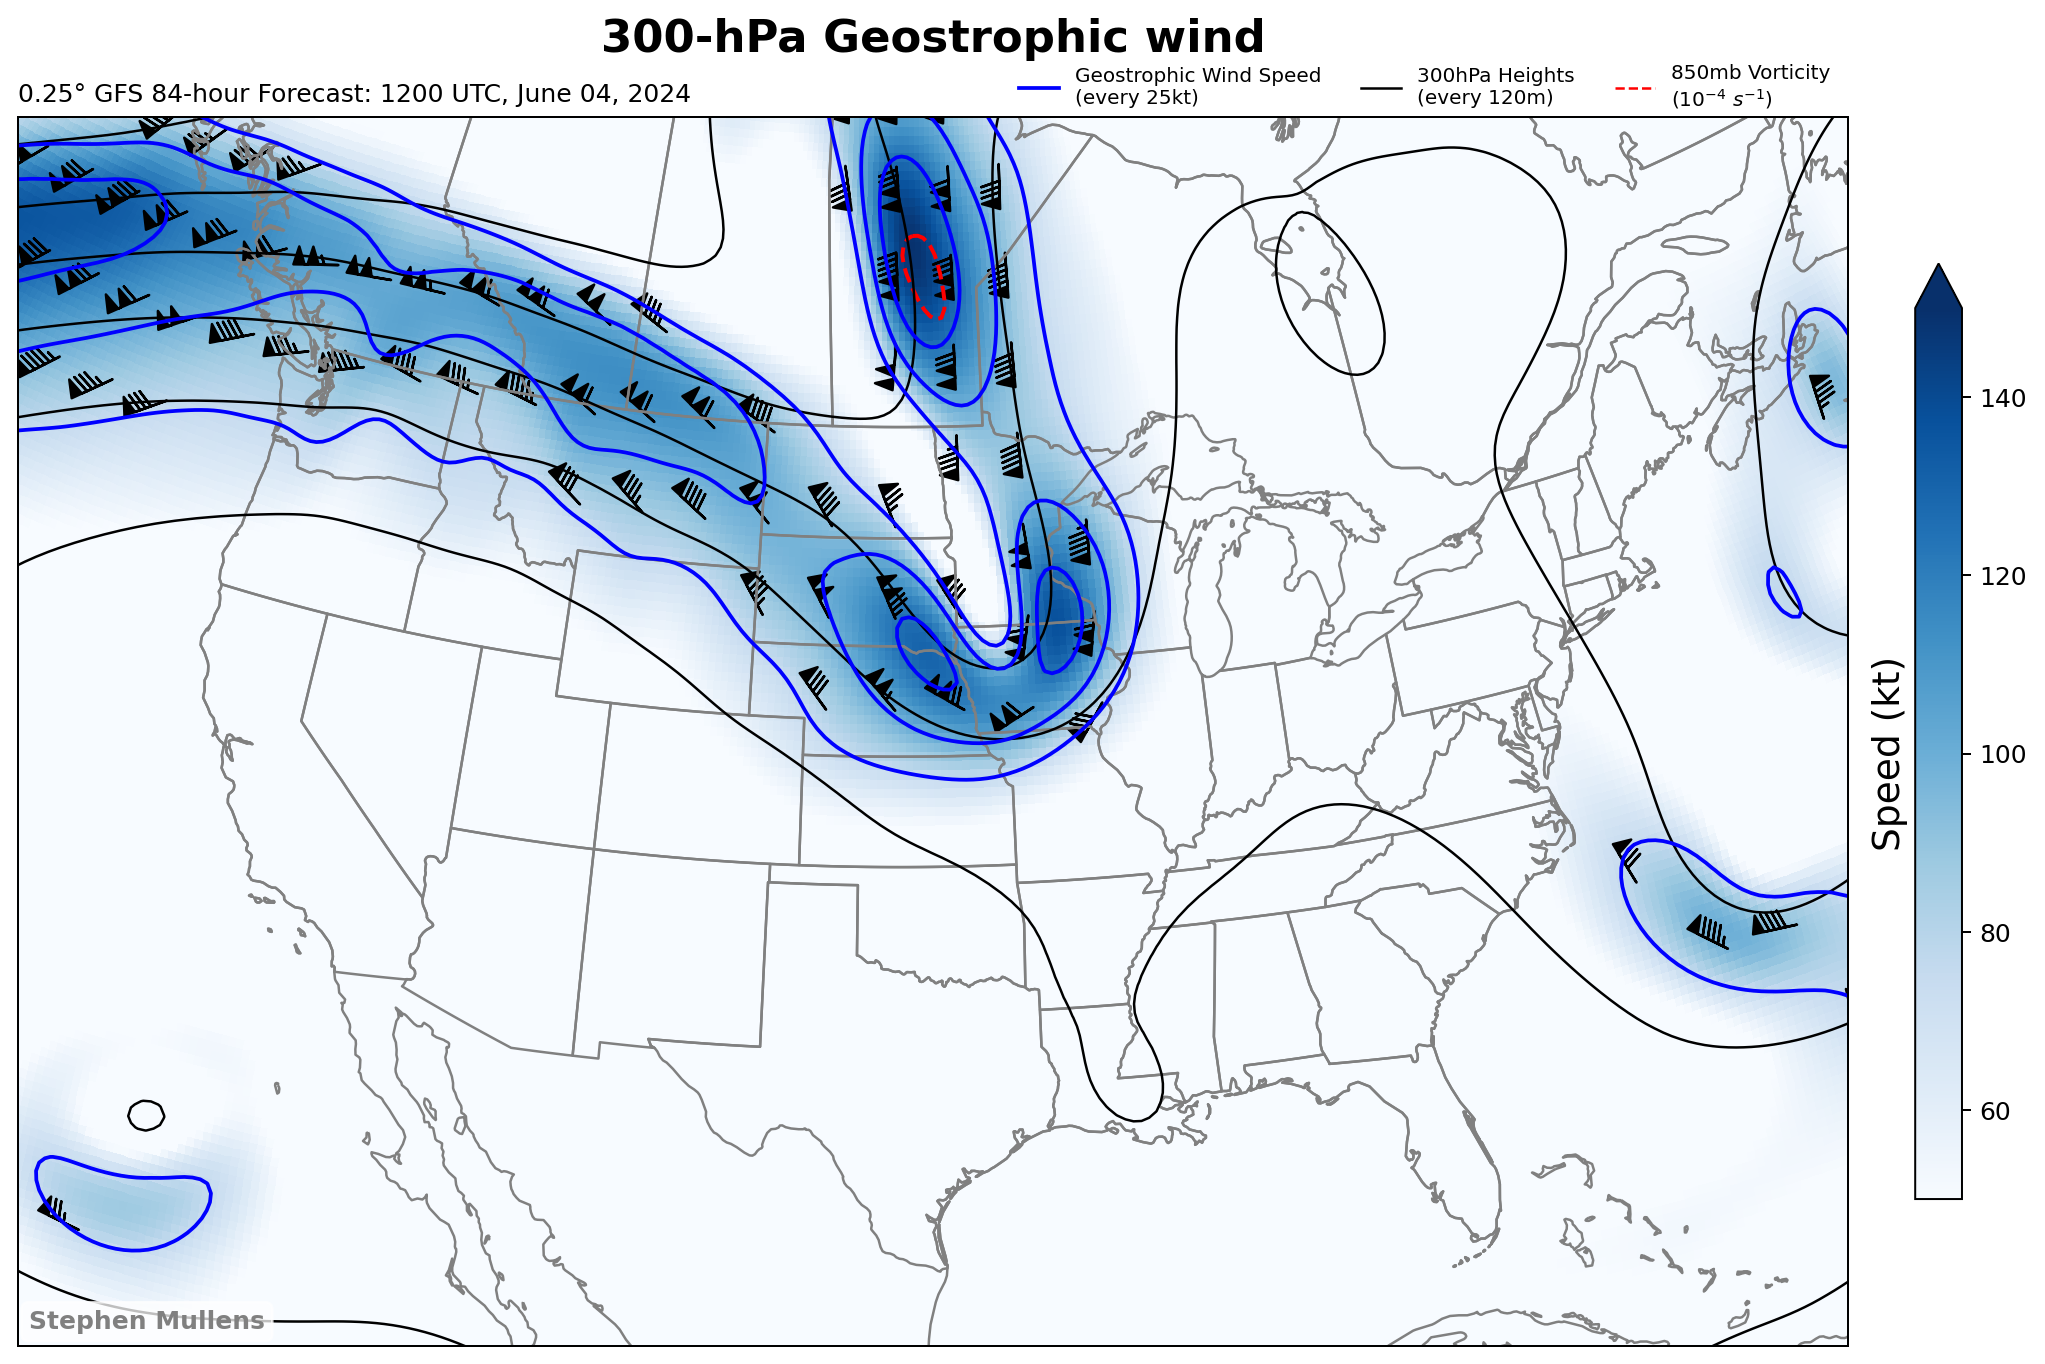 300-hPa Geostrophic wind
0.25° GFS 84-hour Forecast: 1200 UTC, June 04, 2024
Geostrophic Wind Speed
(every 25kt)
300hPa Heights
(every 120m)
850mb Vorticity
(10⁻⁴ s⁻¹)
140
120
100
80
60
Speed (kt)
Stephen Mullens